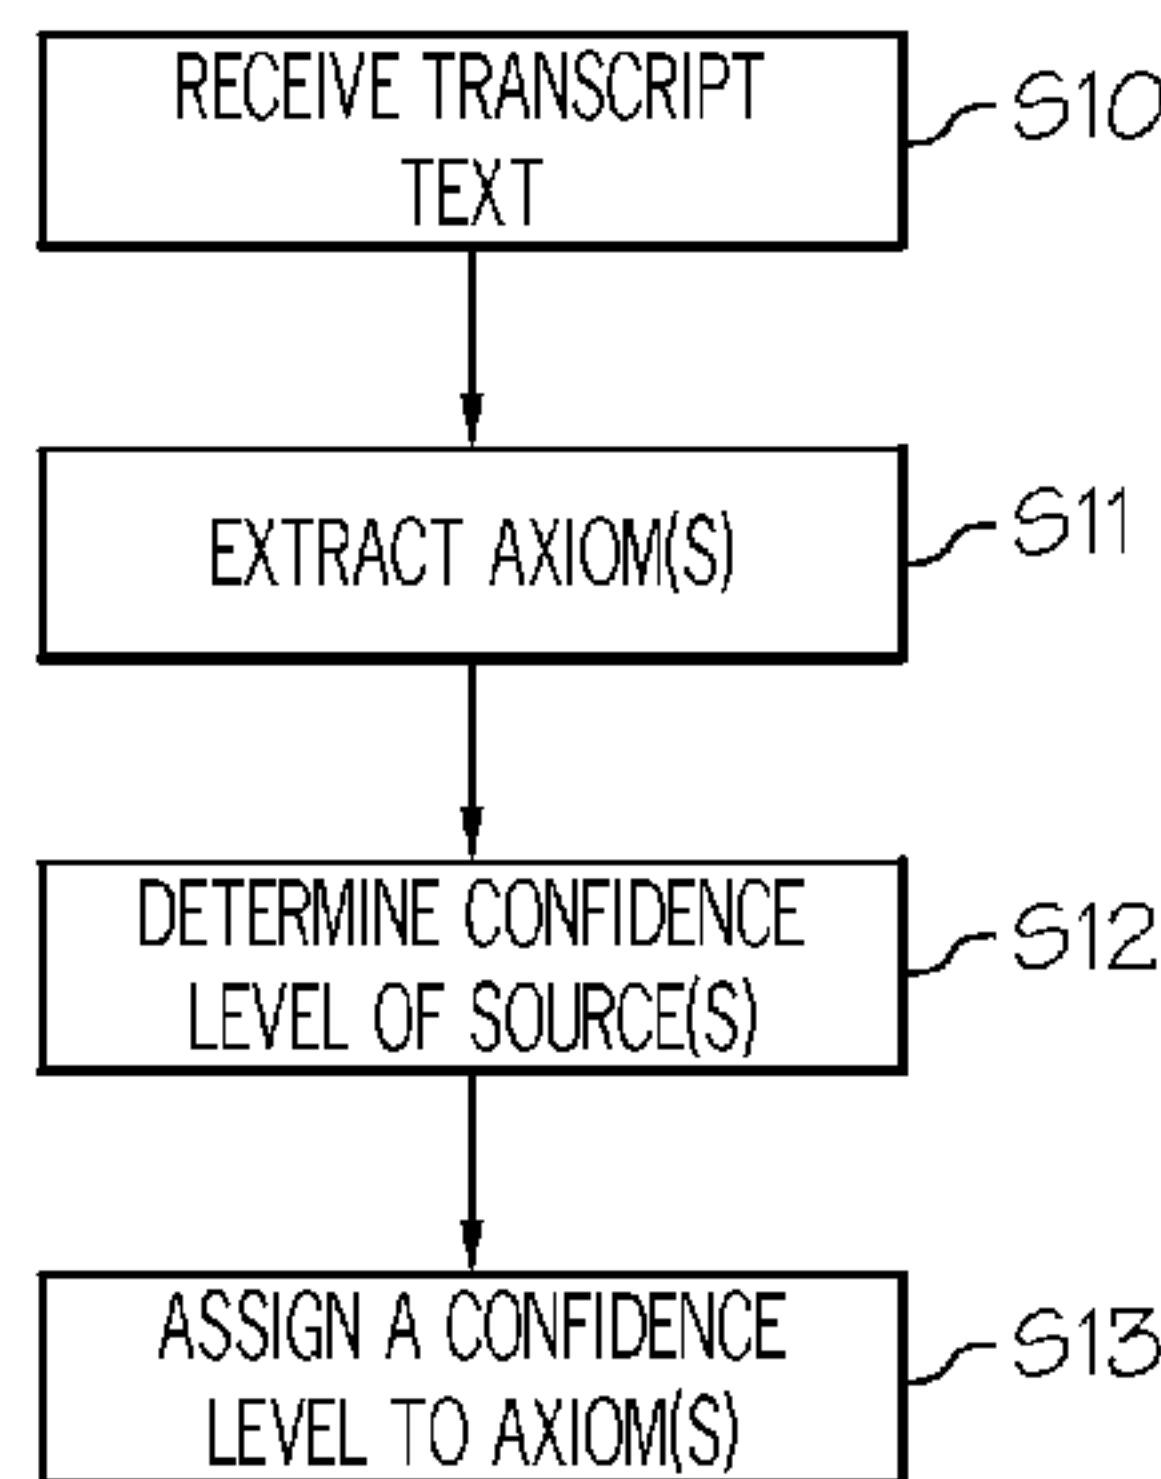 RECEIVE TRANSCRIPT
TEXT
S10
EXTRACT AXIOM(S)
S11
DETERMINE CONFIDENCE
LEVEL OF SOURCE(S)
S12
ASSIGN A CONFIDENCE
LEVEL TO AXIOM(S)
S13